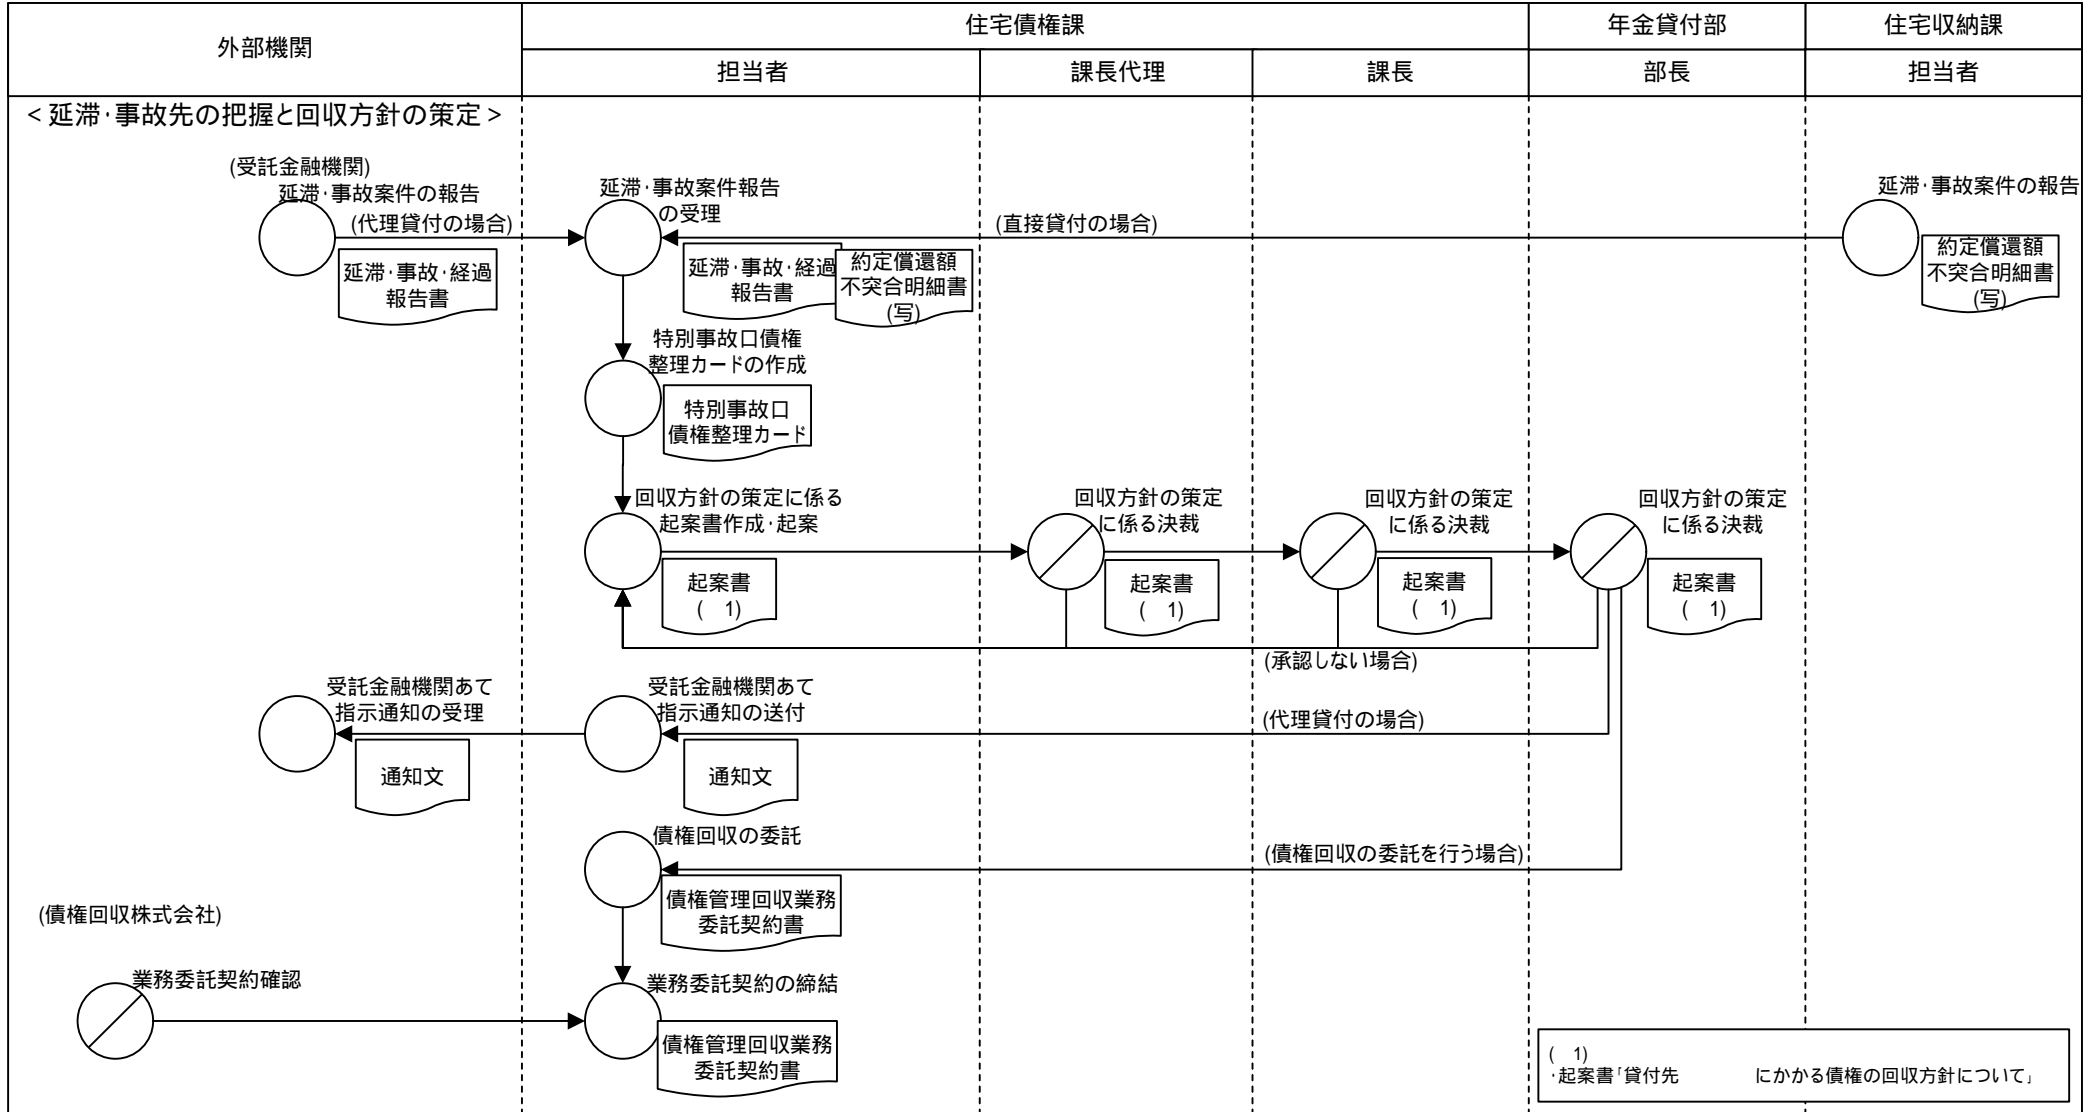 外部機関
住宅債権課
年金貸付部
住宅収納課
担当者
課長代理
課長
部長
担当者
<延滞・事故先の把握と回収方針の策定>
(受託金融機関)
延滞・事故案件の報告
(代理貸付の場合)
延滞・事故・経過
報告書
延滞・事故案件報告
の受理
延滞・事故・経過
報告書
約定償還額
不突合明細書
(写)
(直接貸付の場合)
延滞・事故案件の報告
約定償還額
不突合明細書
(写)
特別事故口債権
整理カードの作成
特別事故口
債権整理カード
回収方針の策定に係る
起案書作成・起案
起案書
( 1)
回収方針の策定
に係る決裁
起案書
( 1)
回収方針の策定
に係る決裁
起案書
( 1)
回収方針の策定
に係る決裁
起案書
( 1)
(承認しない場合)
受託金融機関あて
指示通知の受理
通知文
受託金融機関あて
指示通知の送付
通知文
(代理貸付の場合)
債権回収の委託
債権管理回収業務
委託契約書
(債権回収の委託を行う場合)
(債権回収株式会社)
業務委託契約確認
業務委託契約の締結
債権管理回収業務
委託契約書
( 1)
・起案書「貸付先 にかかる債権の回収方針について」